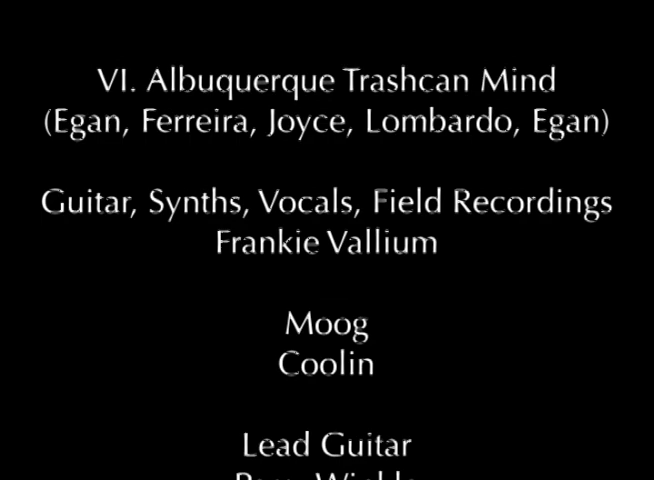 VI. Albuquerque Trashcan Mind
(Egan, Ferreira, Joyce, Lombardo, Egan)
Guitar, Synths, Vocals, Field Recordings
Frankie Vallium
Moog
Coolin
Lead Guitar